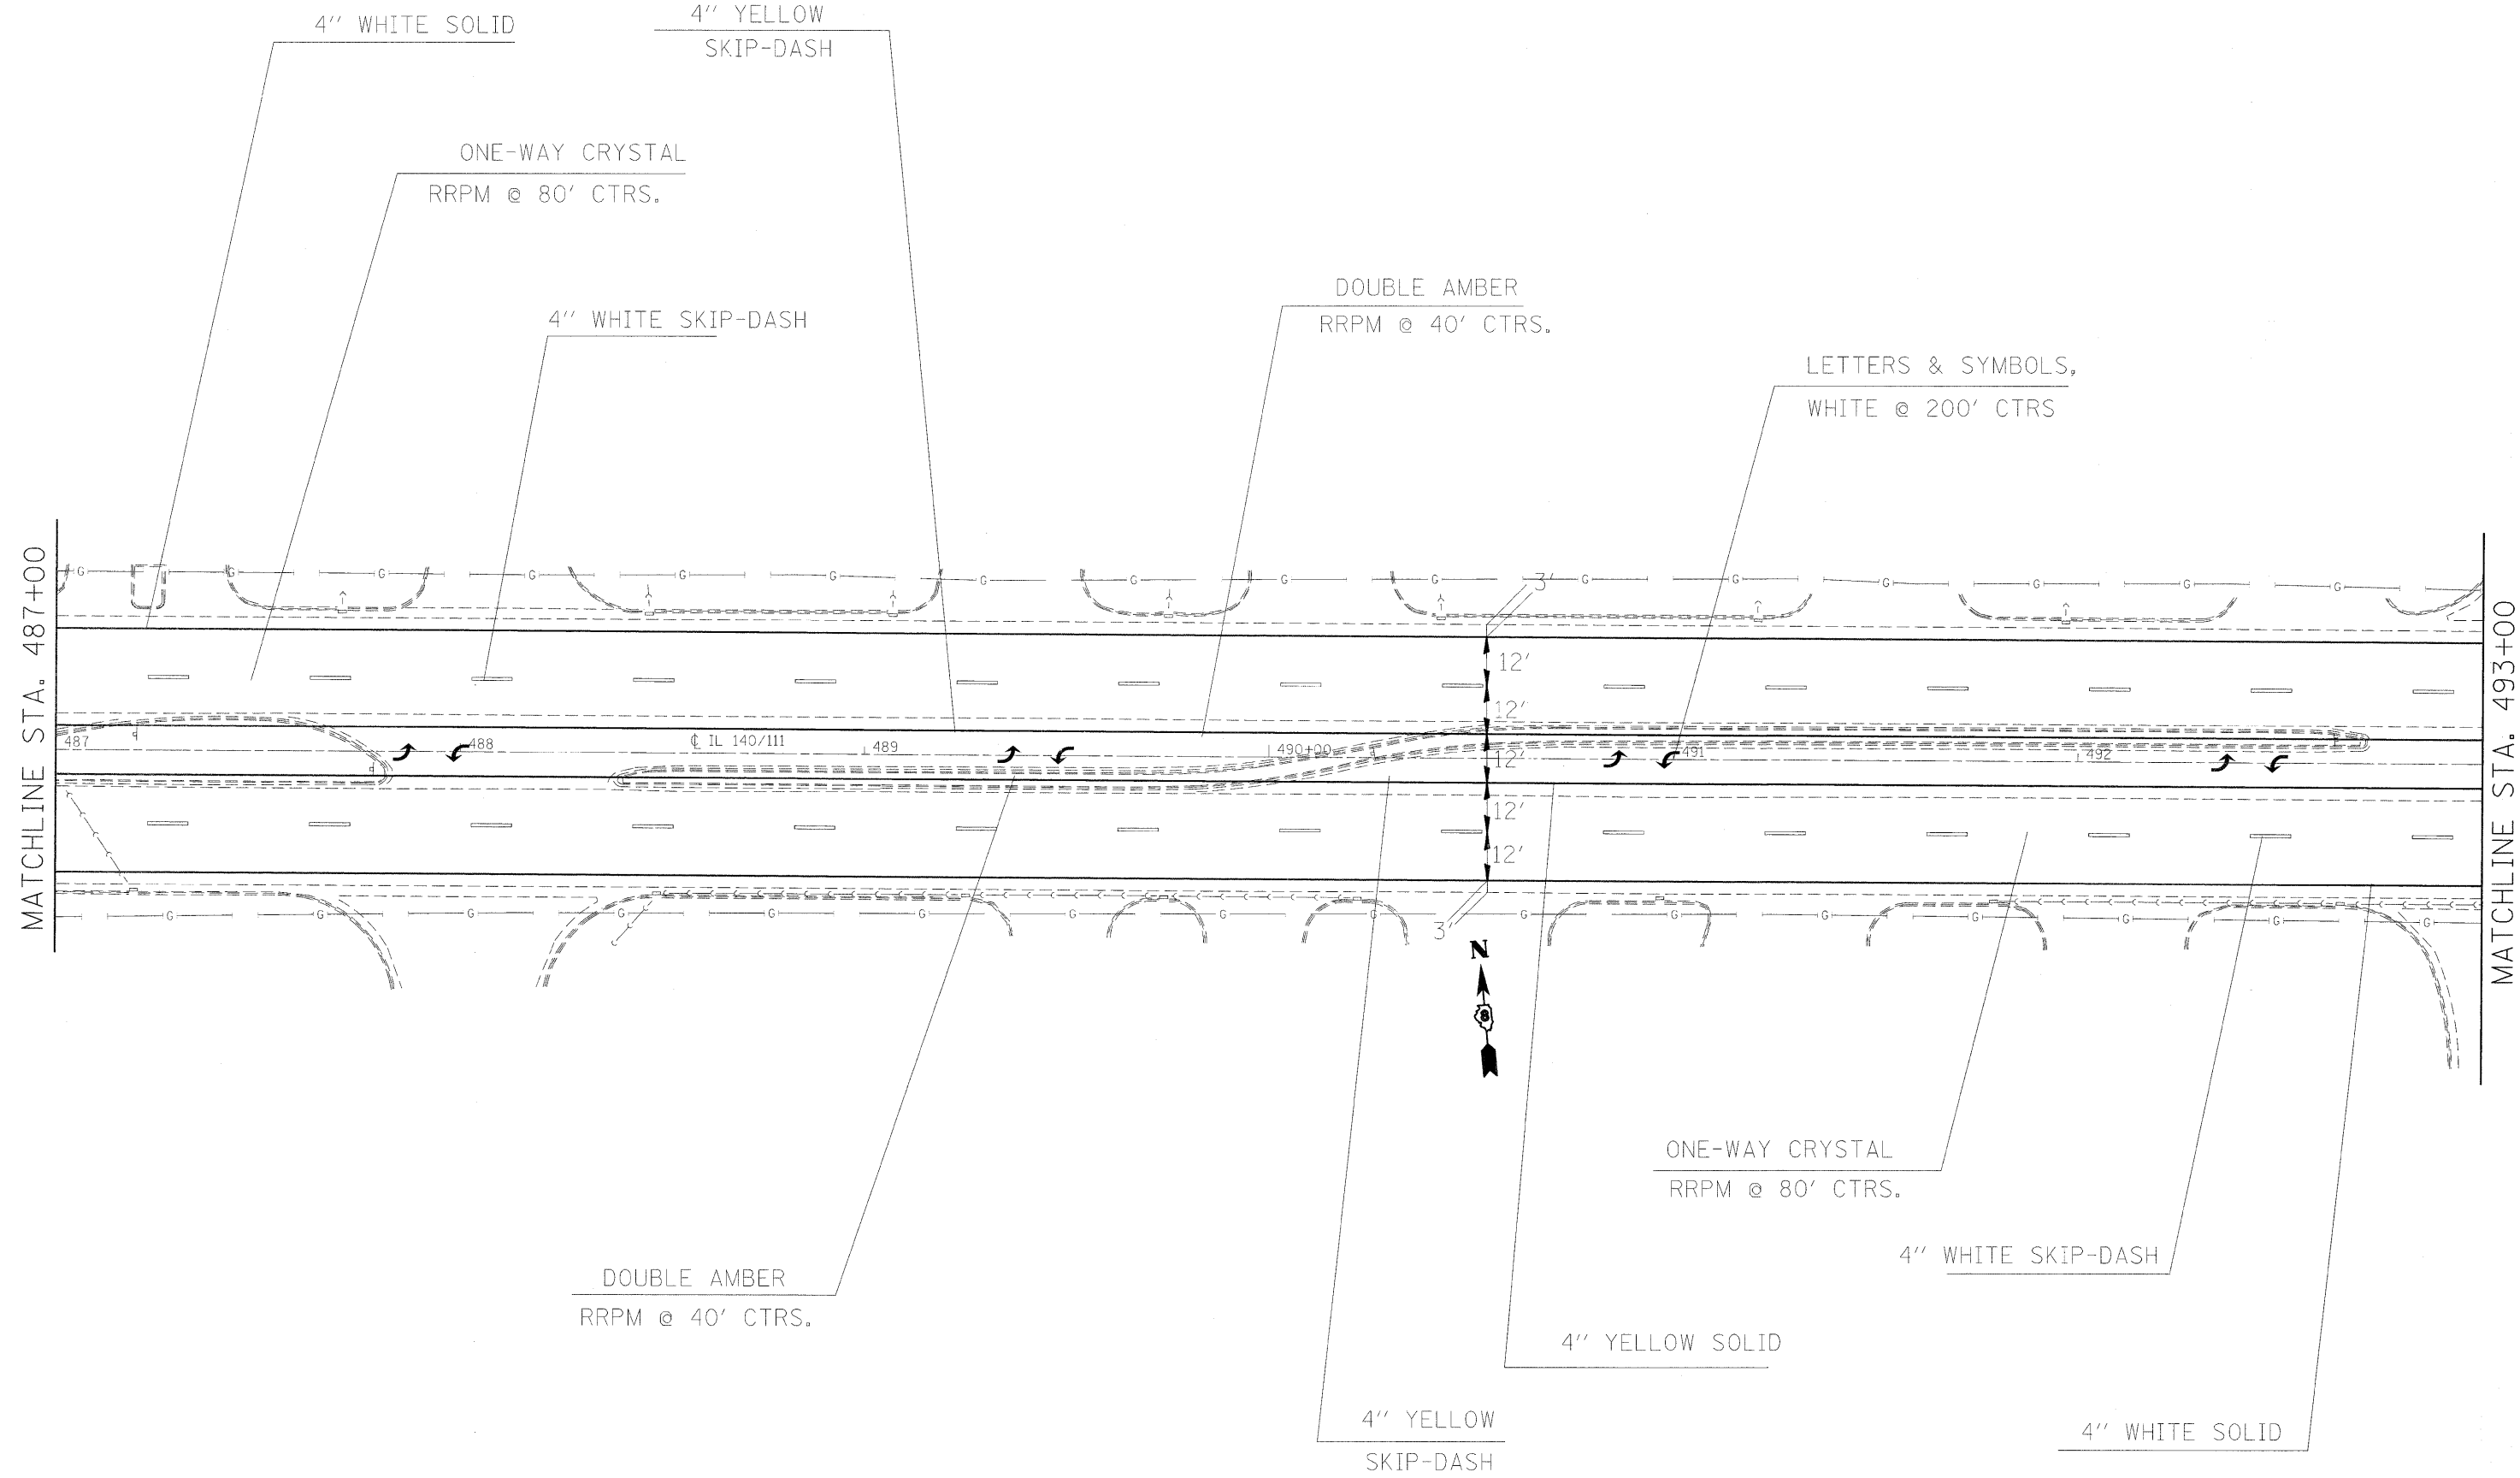 4'' WHITE SOLID
4'' YELLOW
SKIP-DASH
ONE-WAY CRYSTAL
RRPM @ 80' CTRS.
4'' WHITE SKIP-DASH
DOUBLE AMBER
RRPM @ 40' CTRS.
LETTERS & SYMBOLS,
WHITE @ 200' CTRS
MATCHLINE STA. 487+00
MATCHLINE STA. 493+00
G G G G G G G G G G G G G G G G
3'
12'
12'
487
488
℄ IL 140/111
489
490+00
12'
491
492
12'
12'
G G G G G G G G G G G G G G G G
3'
N
8
ONE-WAY CRYSTAL
RRPM @ 80' CTRS.
4'' WHITE SKIP-DASH
DOUBLE AMBER
RRPM @ 40' CTRS.
4'' YELLOW SOLID
4'' YELLOW
SKIP-DASH
4'' WHITE SOLID